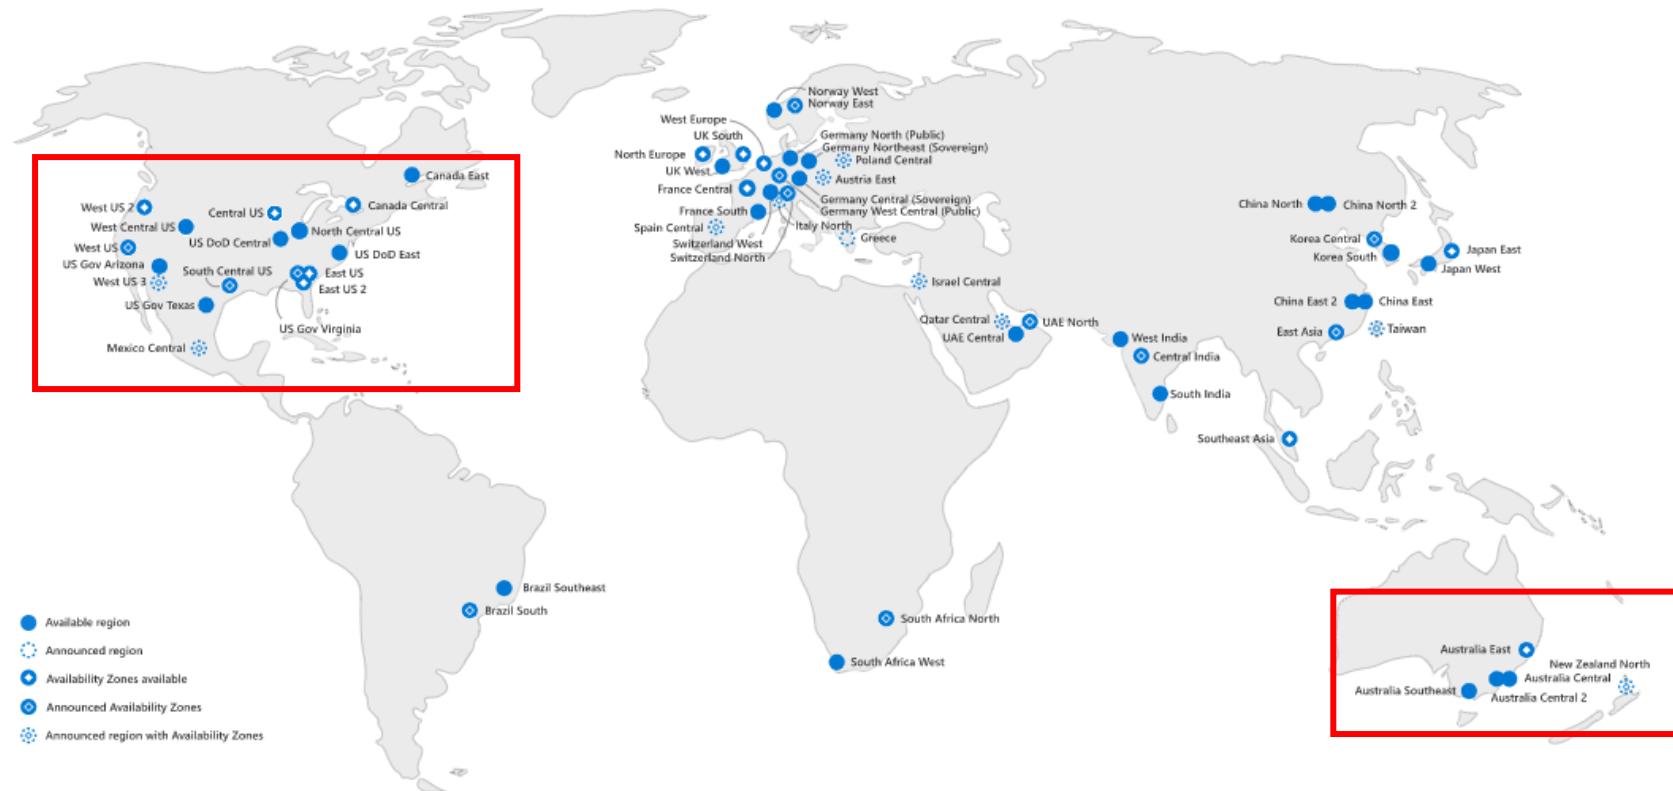 Norway West
Norway East
West Europe
UK South
Germany North (Public)
Germany Northeast (Sovereign)
North Europe
Poland Central
UK West
Austria East
France Central
Germany Central (Sovereign)
Germany West Central (Public)
France South
Spain Central
Italy North
Switzerland West
Switzerland North
Greece
Israel Central
Qatar Central
UAE North
UAE Central
Canada East
West US 2
Central US
Canada Central
West Central US
North Central US
US DoD Central
West US
US DoD East
US Gov Arizona
South Central US
East US
West US 3
East US 2
US Gov Texas
US Gov Virginia
Mexico Central
China North
China North 2
Korea Central
Korea South
Japan East
Japan West
China East 2
China East
East Asia
Taiwan
West India
Central India
South India
Southeast Asia
Brazil Southeast
Brazil South
South Africa North
South Africa West
Australia East
New Zealand North
Australia Central
Australia Southeast
Australia Central 2
Available region
Announced region
Availability Zones available
Announced Availability Zones
Announced region with Availability Zones